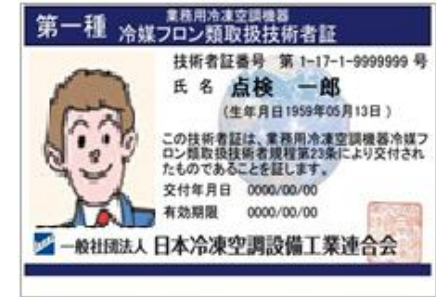 第一種 業務用冷凍空調機器
冷媒フロン類取扱技術者証
技術者証番号 第 1-17-1-9999999 号
氏 名 点検 一郎
(生年月日1959年05月13日)
この技術者証は、業務用冷凍空調機器冷媒フ
ロン類取扱技術者規程第23条により交付され
たものであることを証します。
交付年月日 0000/00/00
有効期限 0000/00/00
一般社団法人 日本冷凍空調設備工業連合会